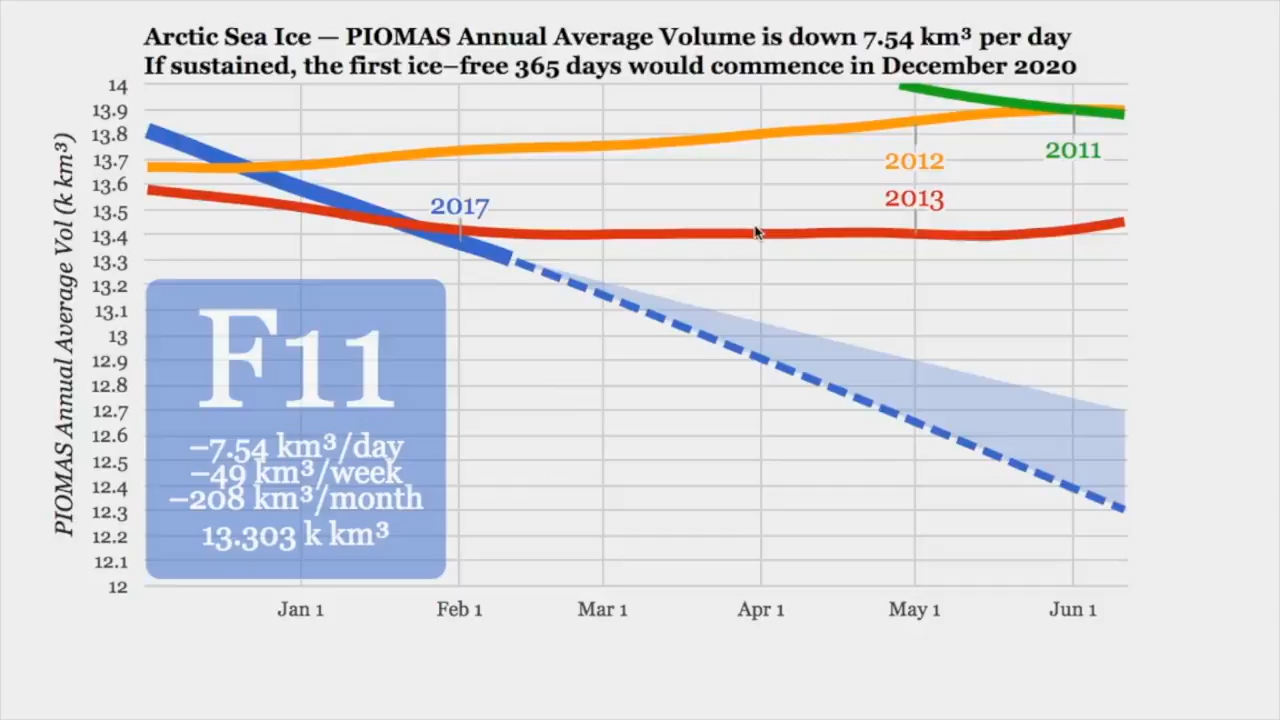 Arctic Sea Ice — PIOMAS Annual Average Volume is down 7.54 km³ per day
If sustained, the first ice–free 365 days would commence in December 2020
PIOMAS Annual Average Vol (k km³)
14
13.9
13.8
13.7
13.6
13.5
13.4
13.3
13.2
13.1
13
12.9
12.8
12.7
12.6
12.5
12.4
12.3
12.2
12.1
12
2011
2012
2013
2017
F11
–7.54 km³/day
–49 km³/week
–208 km³/month
13.303 k km³
Jan 1 Feb 1 Mar 1 Apr 1 May 1 Jun 1